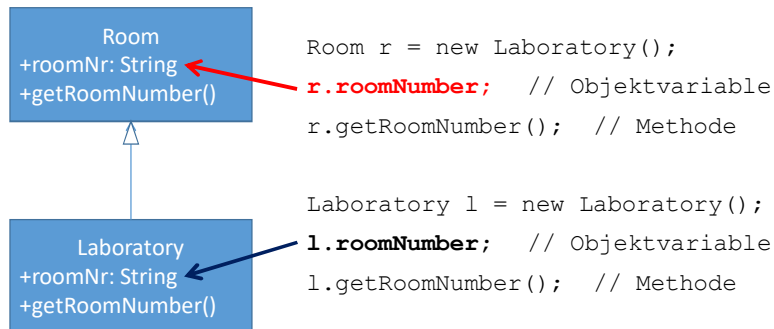 Room
+roomNr: String
+getRoomNumber()
Room r = new Laboratory();
r.roomNumber; // Objektvariable
r.getRoomNumber(); // Methode
Laboratory
+roomNr: String
+getRoomNumber()
Laboratory l = new Laboratory();
l.roomNumber; // Objektvariable
l.getRoomNumber(); // Methode